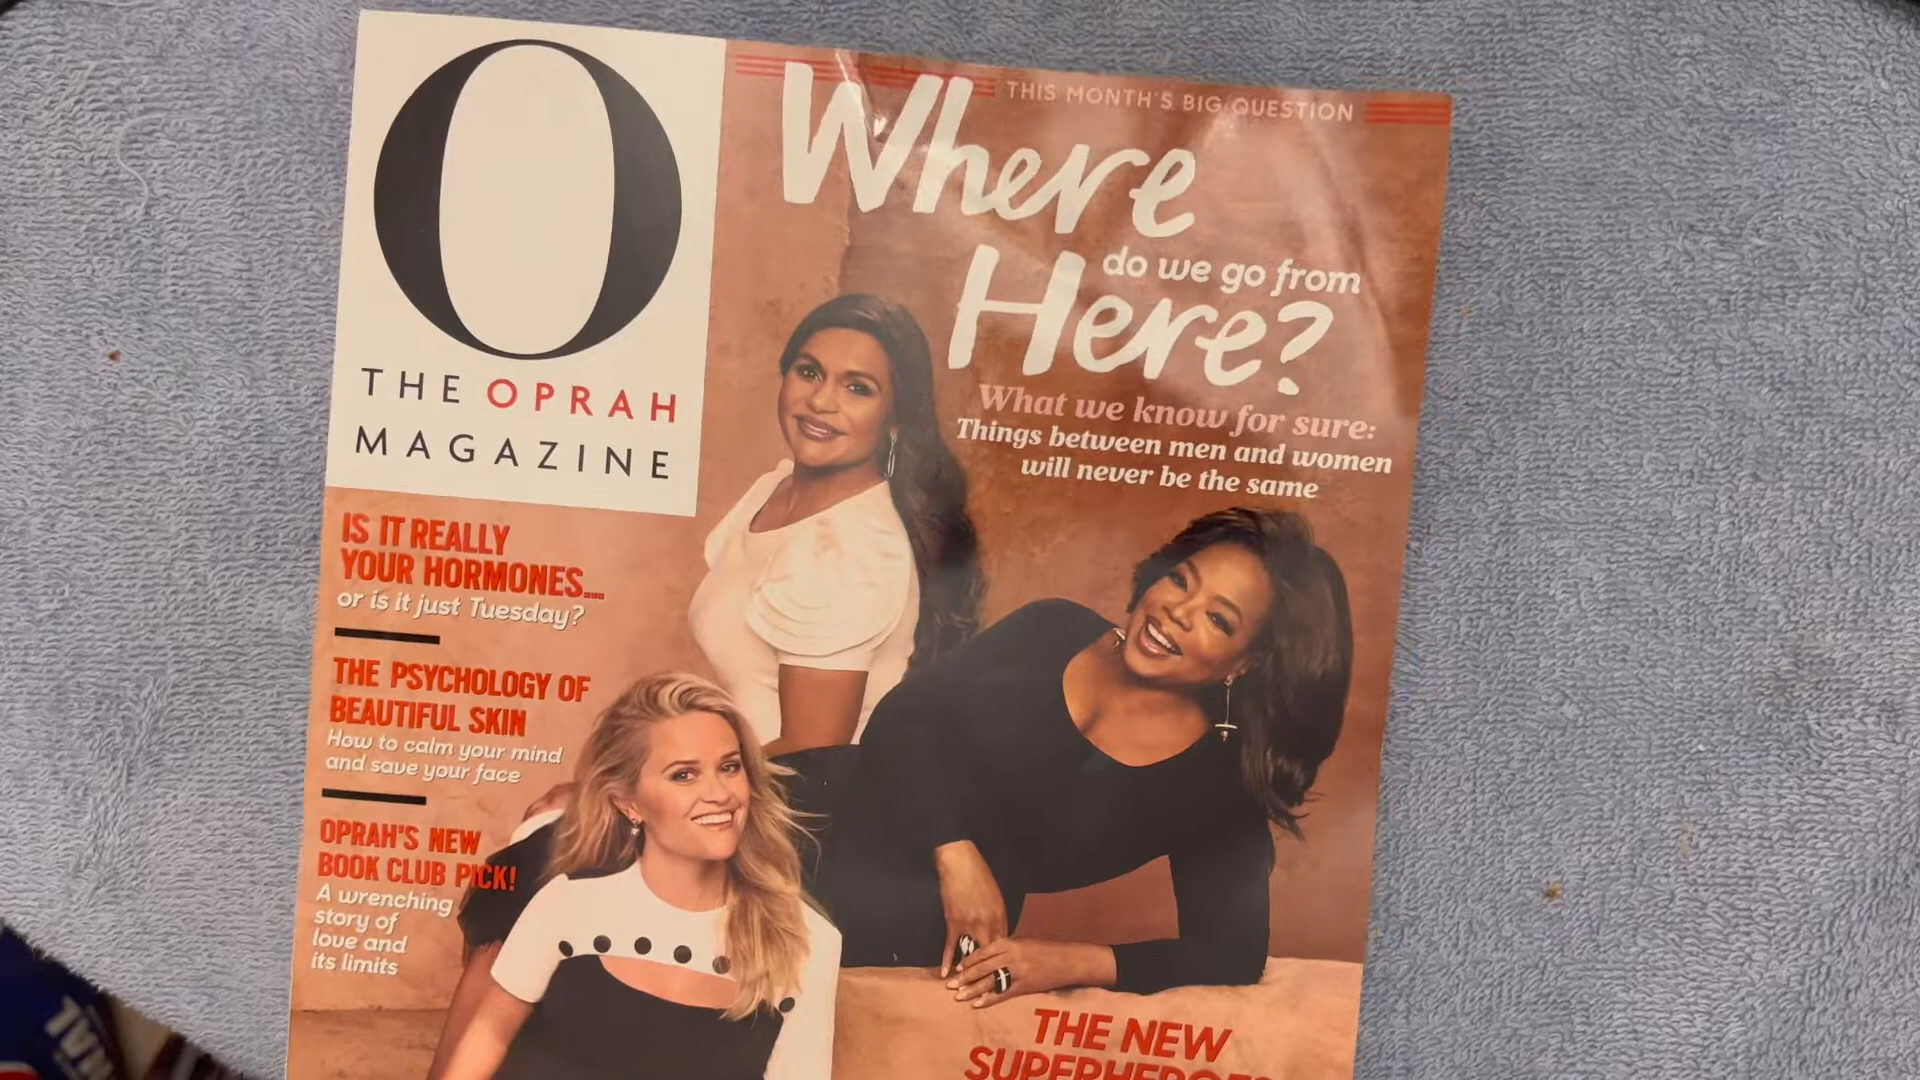 O
THE OPRAH
MAGAZINE
THIS MONTH'S BIG QUESTION
Where
do we go from
Here?
What we know for sure:
Things between men and women
will never be the same
IS IT REALLY
YOUR HORMONES...
or is it just Tuesday?
THE PSYCHOLOGY OF
BEAUTIFUL SKIN
How to calm your mind
and save your face
OPRAH'S NEW
BOOK CLUB PICK!
A wrenching
story of
love and
its limits
THE NEW
SUPERHEROES